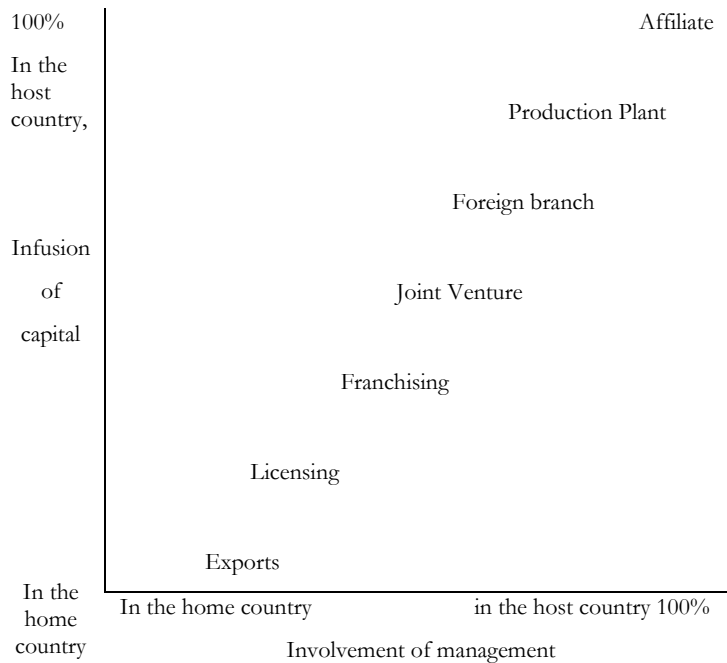 100%
Affiliate
In the
host
country,
Production Plant
Foreign branch
Infusion
of
capital
Joint Venture
Franchising
Licensing
Exports
In the
home
country
In the home country
in the host country 100%
Involvement of management